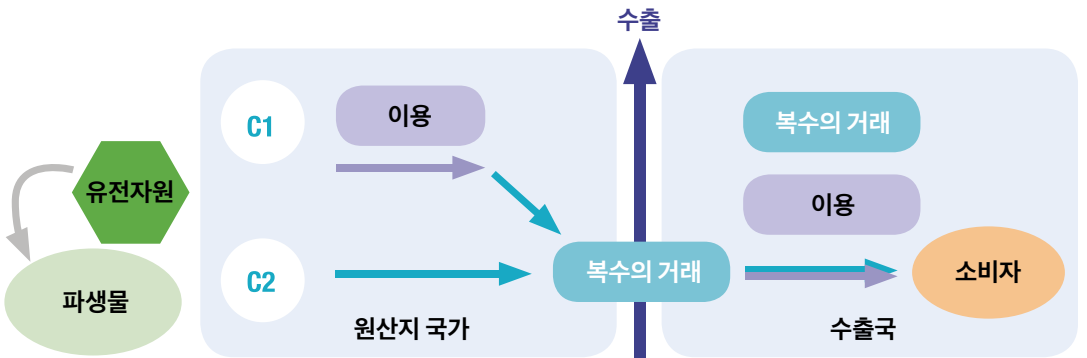 수출
C1
이용
복수의 거래
유전자원
이용
C2
복수의 거래
소비자
파생물
원산지 국가
수출국